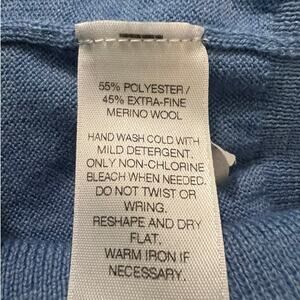 55% POLYESTER /
45% EXTRA-FINE
MERINO WOOL
HAND WASH COLD WITH
MILD DETERGENT.
ONLY NON-CHLORINE
BLEACH WHEN NEEDED.
DO NOT TWIST OR
WRING.
RESHAPE AND DRY
FLAT.
WARM IRON IF
NECESSARY.